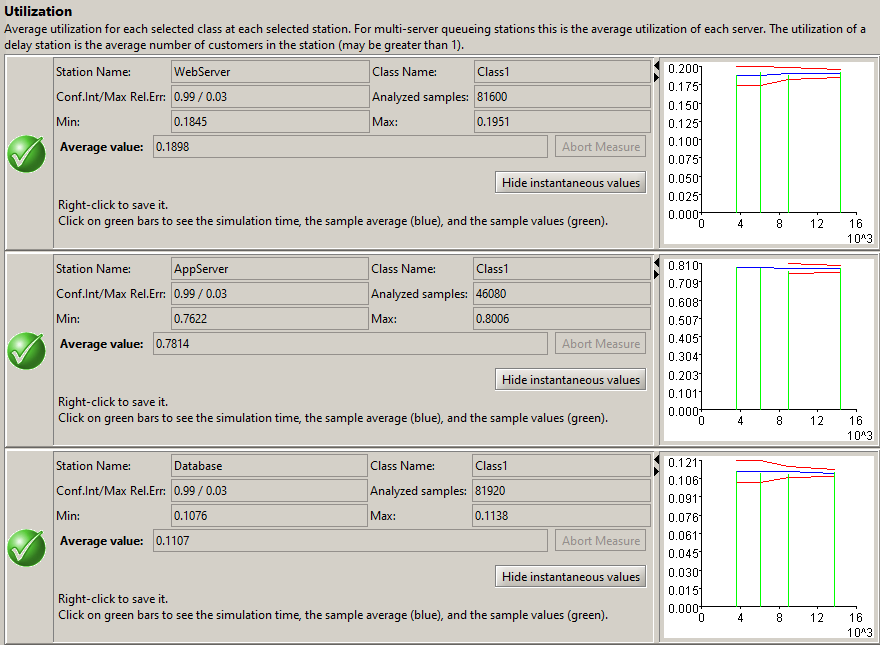 Utilization
Average utilization for each selected class at each selected station. For multi-server queueing stations this is the average utilization of each server. The utilization of a
delay station is the average number of customers in the station (may be greater than 1).
Station Name: WebServer Class Name: Class1
Conf.Int/Max Rel.Err: 0.99 / 0.03 Analyzed samples: 81600
Min: 0.1845 Max: 0.1951
Average value: 0.1898 Abort Measure
Hide instantaneous values
Right-click to save it.
Click on green bars to see the simulation time, the sample average (blue), and the sample values (green).
0.200
0.175
0.150
0.125
0.100
0.075
0.050
0.025
0.000
0 4 8 12 16
10^3
Station Name: AppServer Class Name: Class1
Conf.Int/Max Rel.Err: 0.99 / 0.03 Analyzed samples: 46080
Min: 0.7622 Max: 0.8006
Average value: 0.7814 Abort Measure
Hide instantaneous values
Right-click to save it.
Click on green bars to see the simulation time, the sample average (blue), and the sample values (green).
0.810
0.709
0.608
0.507
0.405
0.304
0.203
0.101
0.000
0 4 8 12 16
10^3
Station Name: Database Class Name: Class1
Conf.Int/Max Rel.Err: 0.99 / 0.03 Analyzed samples: 81920
Min: 0.1076 Max: 0.1138
Average value: 0.1107 Abort Measure
Hide instantaneous values
Right-click to save it.
Click on green bars to see the simulation time, the sample average (blue), and the sample values (green).
0.121
0.106
0.091
0.076
0.061
0.045
0.030
0.015
0.000
0 4 8 12 16
10^3